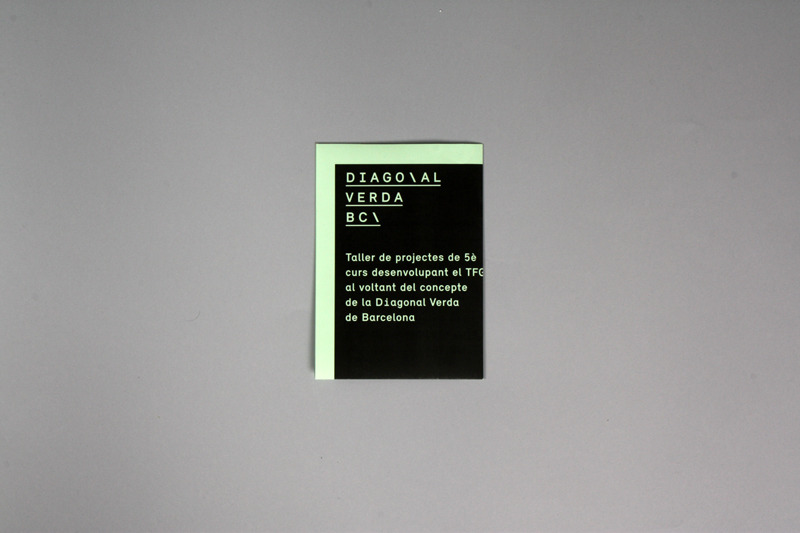 DIAGO\AL
VERDA
BC\
Taller de projectes de 5è
curs desenvolupant el TFG
al voltant del concepte
de la Diagonal Verda
de Barcelona